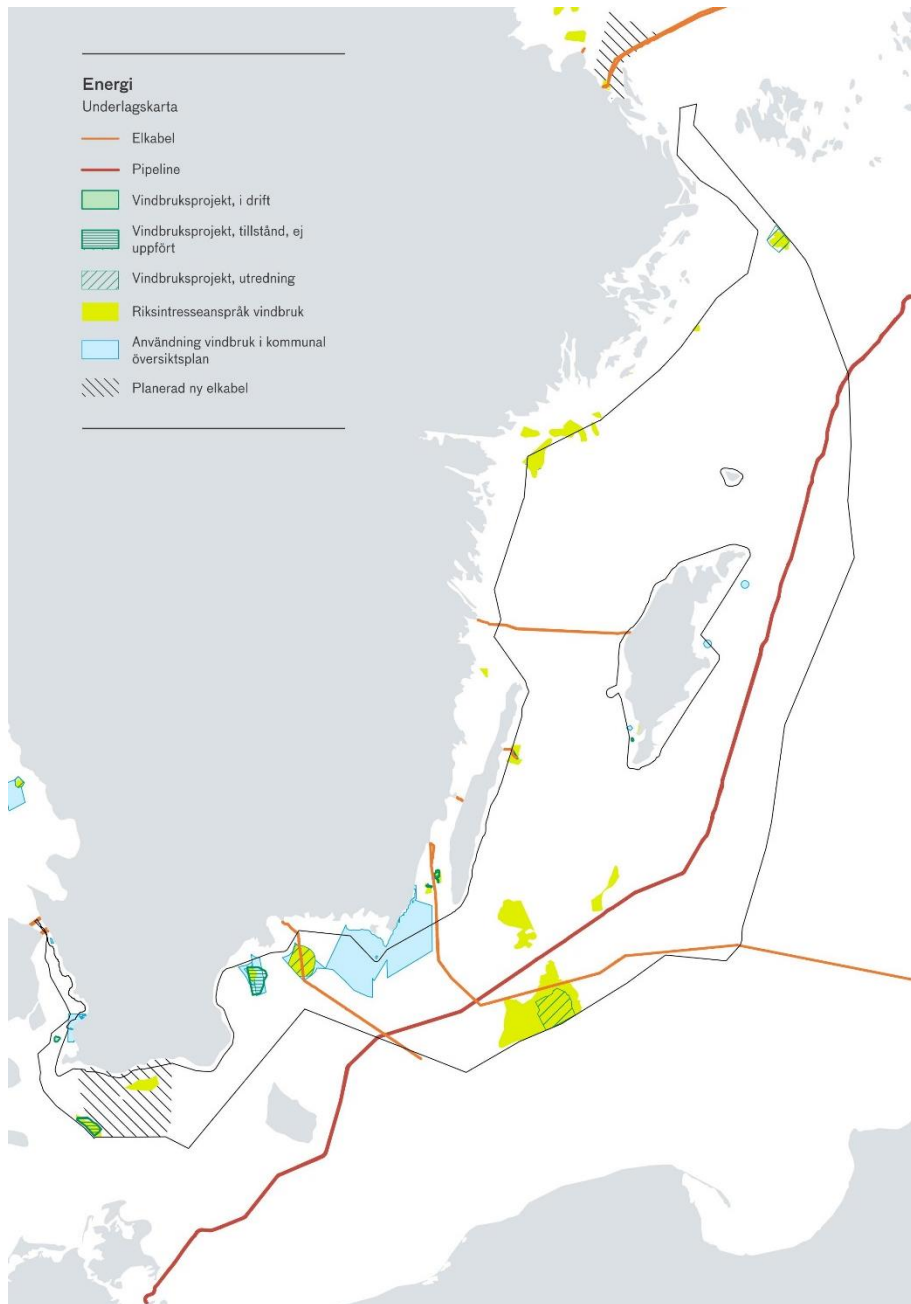 Energi
Underlagskarta
Elkabel
Pipeline
Vindbruksprojekt, i drift
Vindbruksprojekt, tillstånd, ej
uppfört
Vindbruksprojekt, utredning
Riksintresseanspråk vindbruk
Användning vindbruk i kommunal
översiktsplan
Planerad ny elkabel